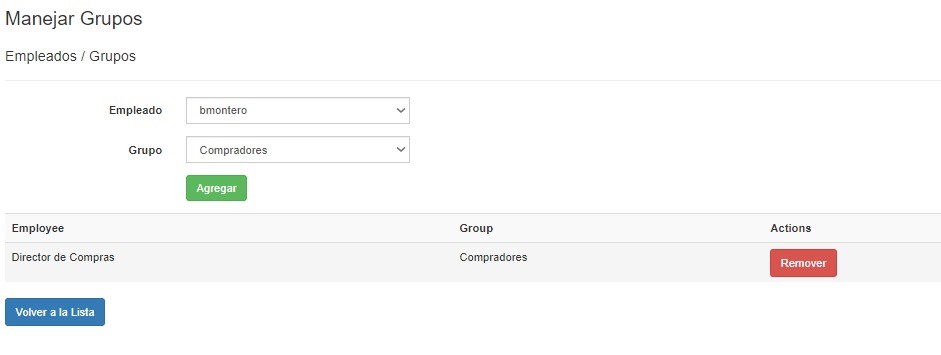 Manejar Grupos
Empleados / Grupos
Empleado bmontero
Grupo Compradores
Agregar
Employee Group Actions
Director de Compras Compradores Remover
Volver a la Lista